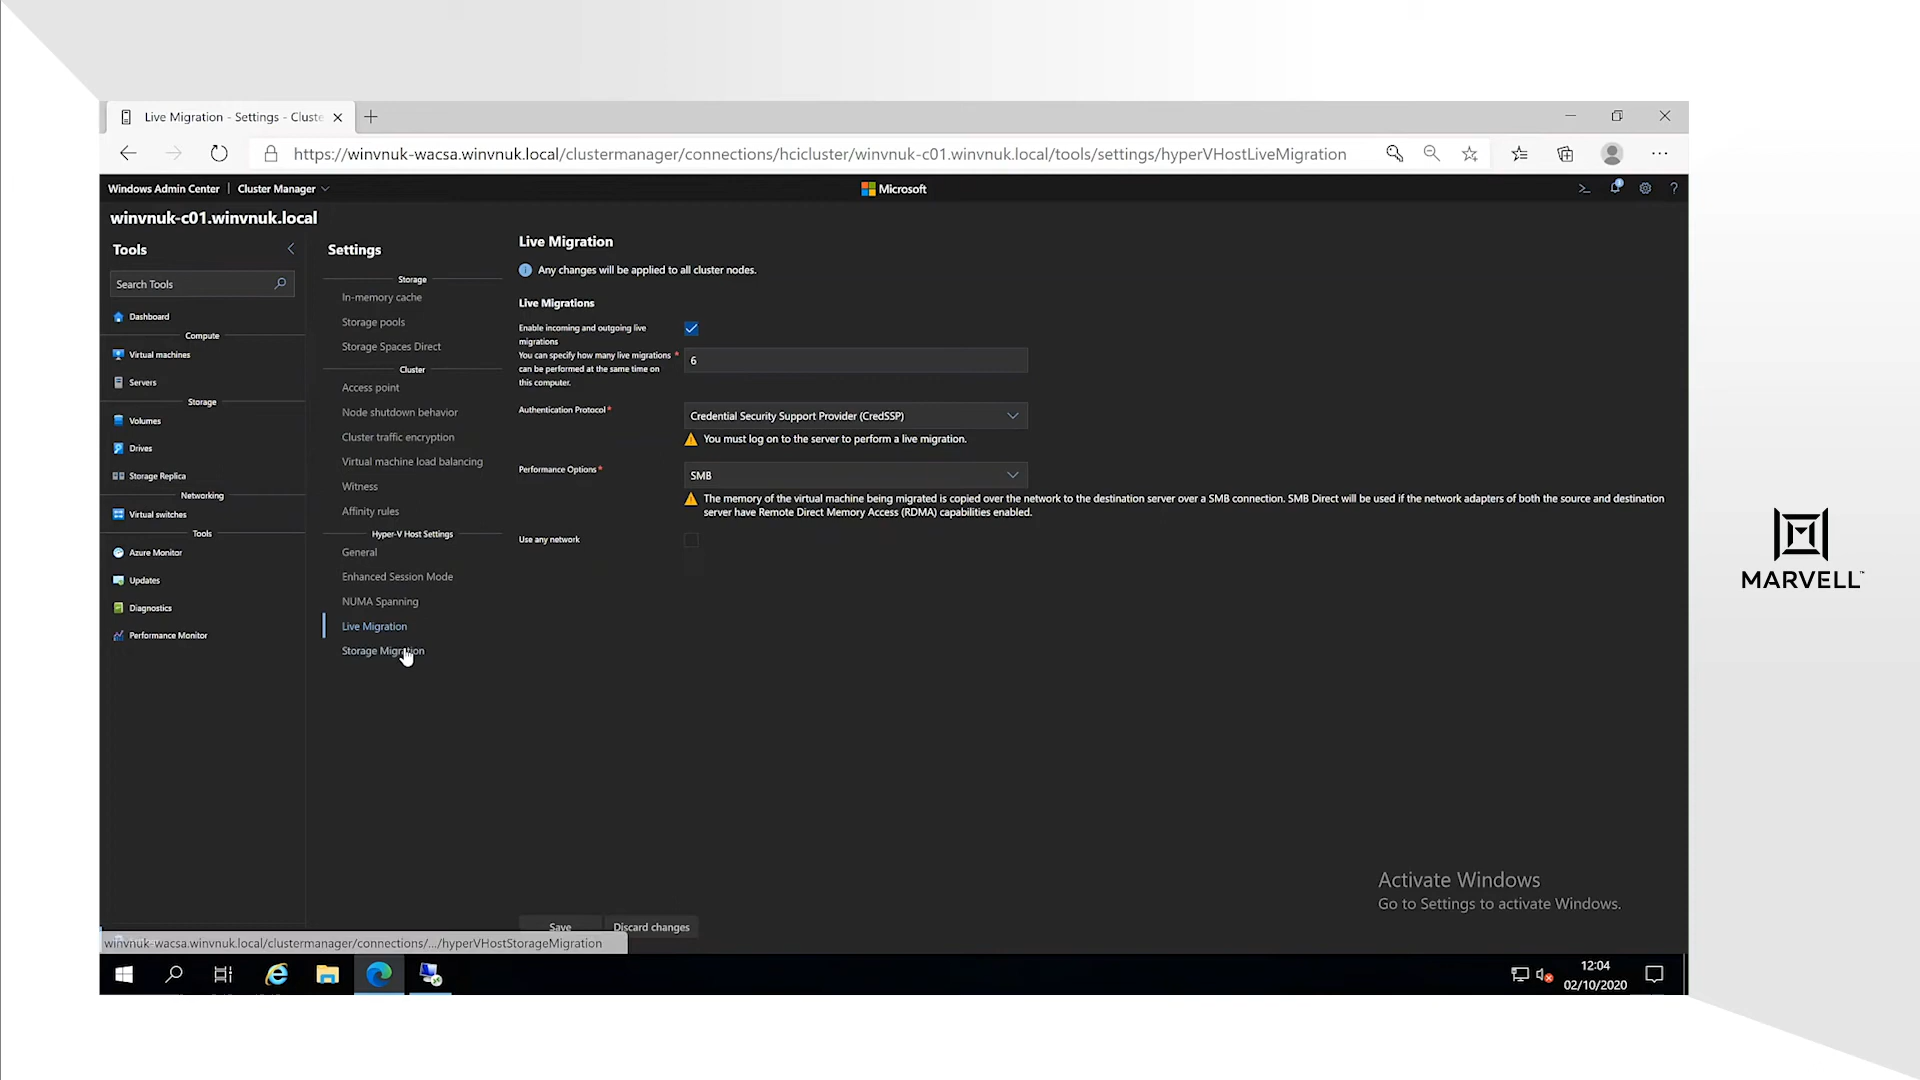 Live Migration - Settings - Cluste
https://winvnuk-wacsa.winvnuk.local/clustermanager/connections/hcicluster/winvnuk-c01.winvnuk.local/tools/settings/hyperVHostLiveMigration
Windows Admin Center | Cluster Manager
Microsoft
winvnuk-c01.winvnuk.local
Tools
Search Tools
Dashboard
Compute
Virtual machines
Servers
Storage
Volumes
Drives
Storage Replica
Networking
Virtual switches
Tools
Azure Monitor
Updates
Diagnostics
Performance Monitor
Settings
Storage
In-memory cache
Storage pools
Storage Spaces Direct
Cluster
Access point
Node shutdown behavior
Cluster traffic encryption
Virtual machine load balancing
Witness
Affinity rules
Hyper-V Host Settings
General
Enhanced Session Mode
NUMA Spanning
Live Migration
Storage Migration
Live Migration
Any changes will be applied to all cluster nodes.
Live Migrations
Enable incoming and outgoing live
migrations
You can specify how many live migrations *
can be performed at the same time on
this computer.
6
Authentication Protocol *
Credential Security Support Provider (CredSSP)
You must log on to the server to perform a live migration.
Performance Options *
SMB
The memory of the virtual machine being migrated is copied over the network to the destination server over a SMB connection. SMB Direct will be used if the network adapters of both the source and destination
server have Remote Direct Memory Access (RDMA) capabilities enabled.
Use any network
Activate Windows
Go to Settings to activate Windows.
Save
Discard changes
winvnuk-wacsa.winvnuk.local/clustermanager/connections/.../hyperVHostStorageMigration
12:04
02/10/2020
MARVELL™